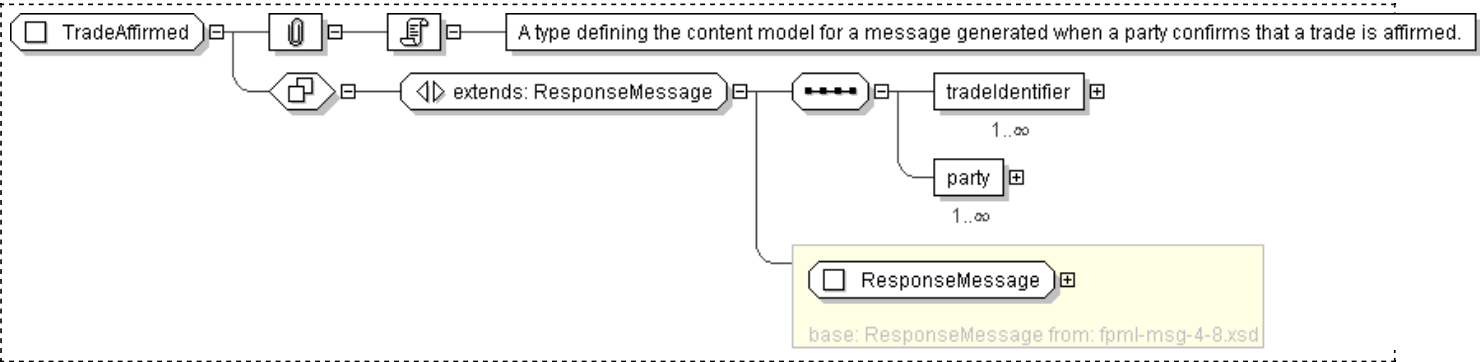 TradeAffirmed
A type defining the content model for a message generated when a party confirms that a trade is affirmed.
extends: ResponseMessage
tradeIdentifier
1..∞
party
1..∞
ResponseMessage
base: ResponseMessage from: fpml-msg-4-8.xsd